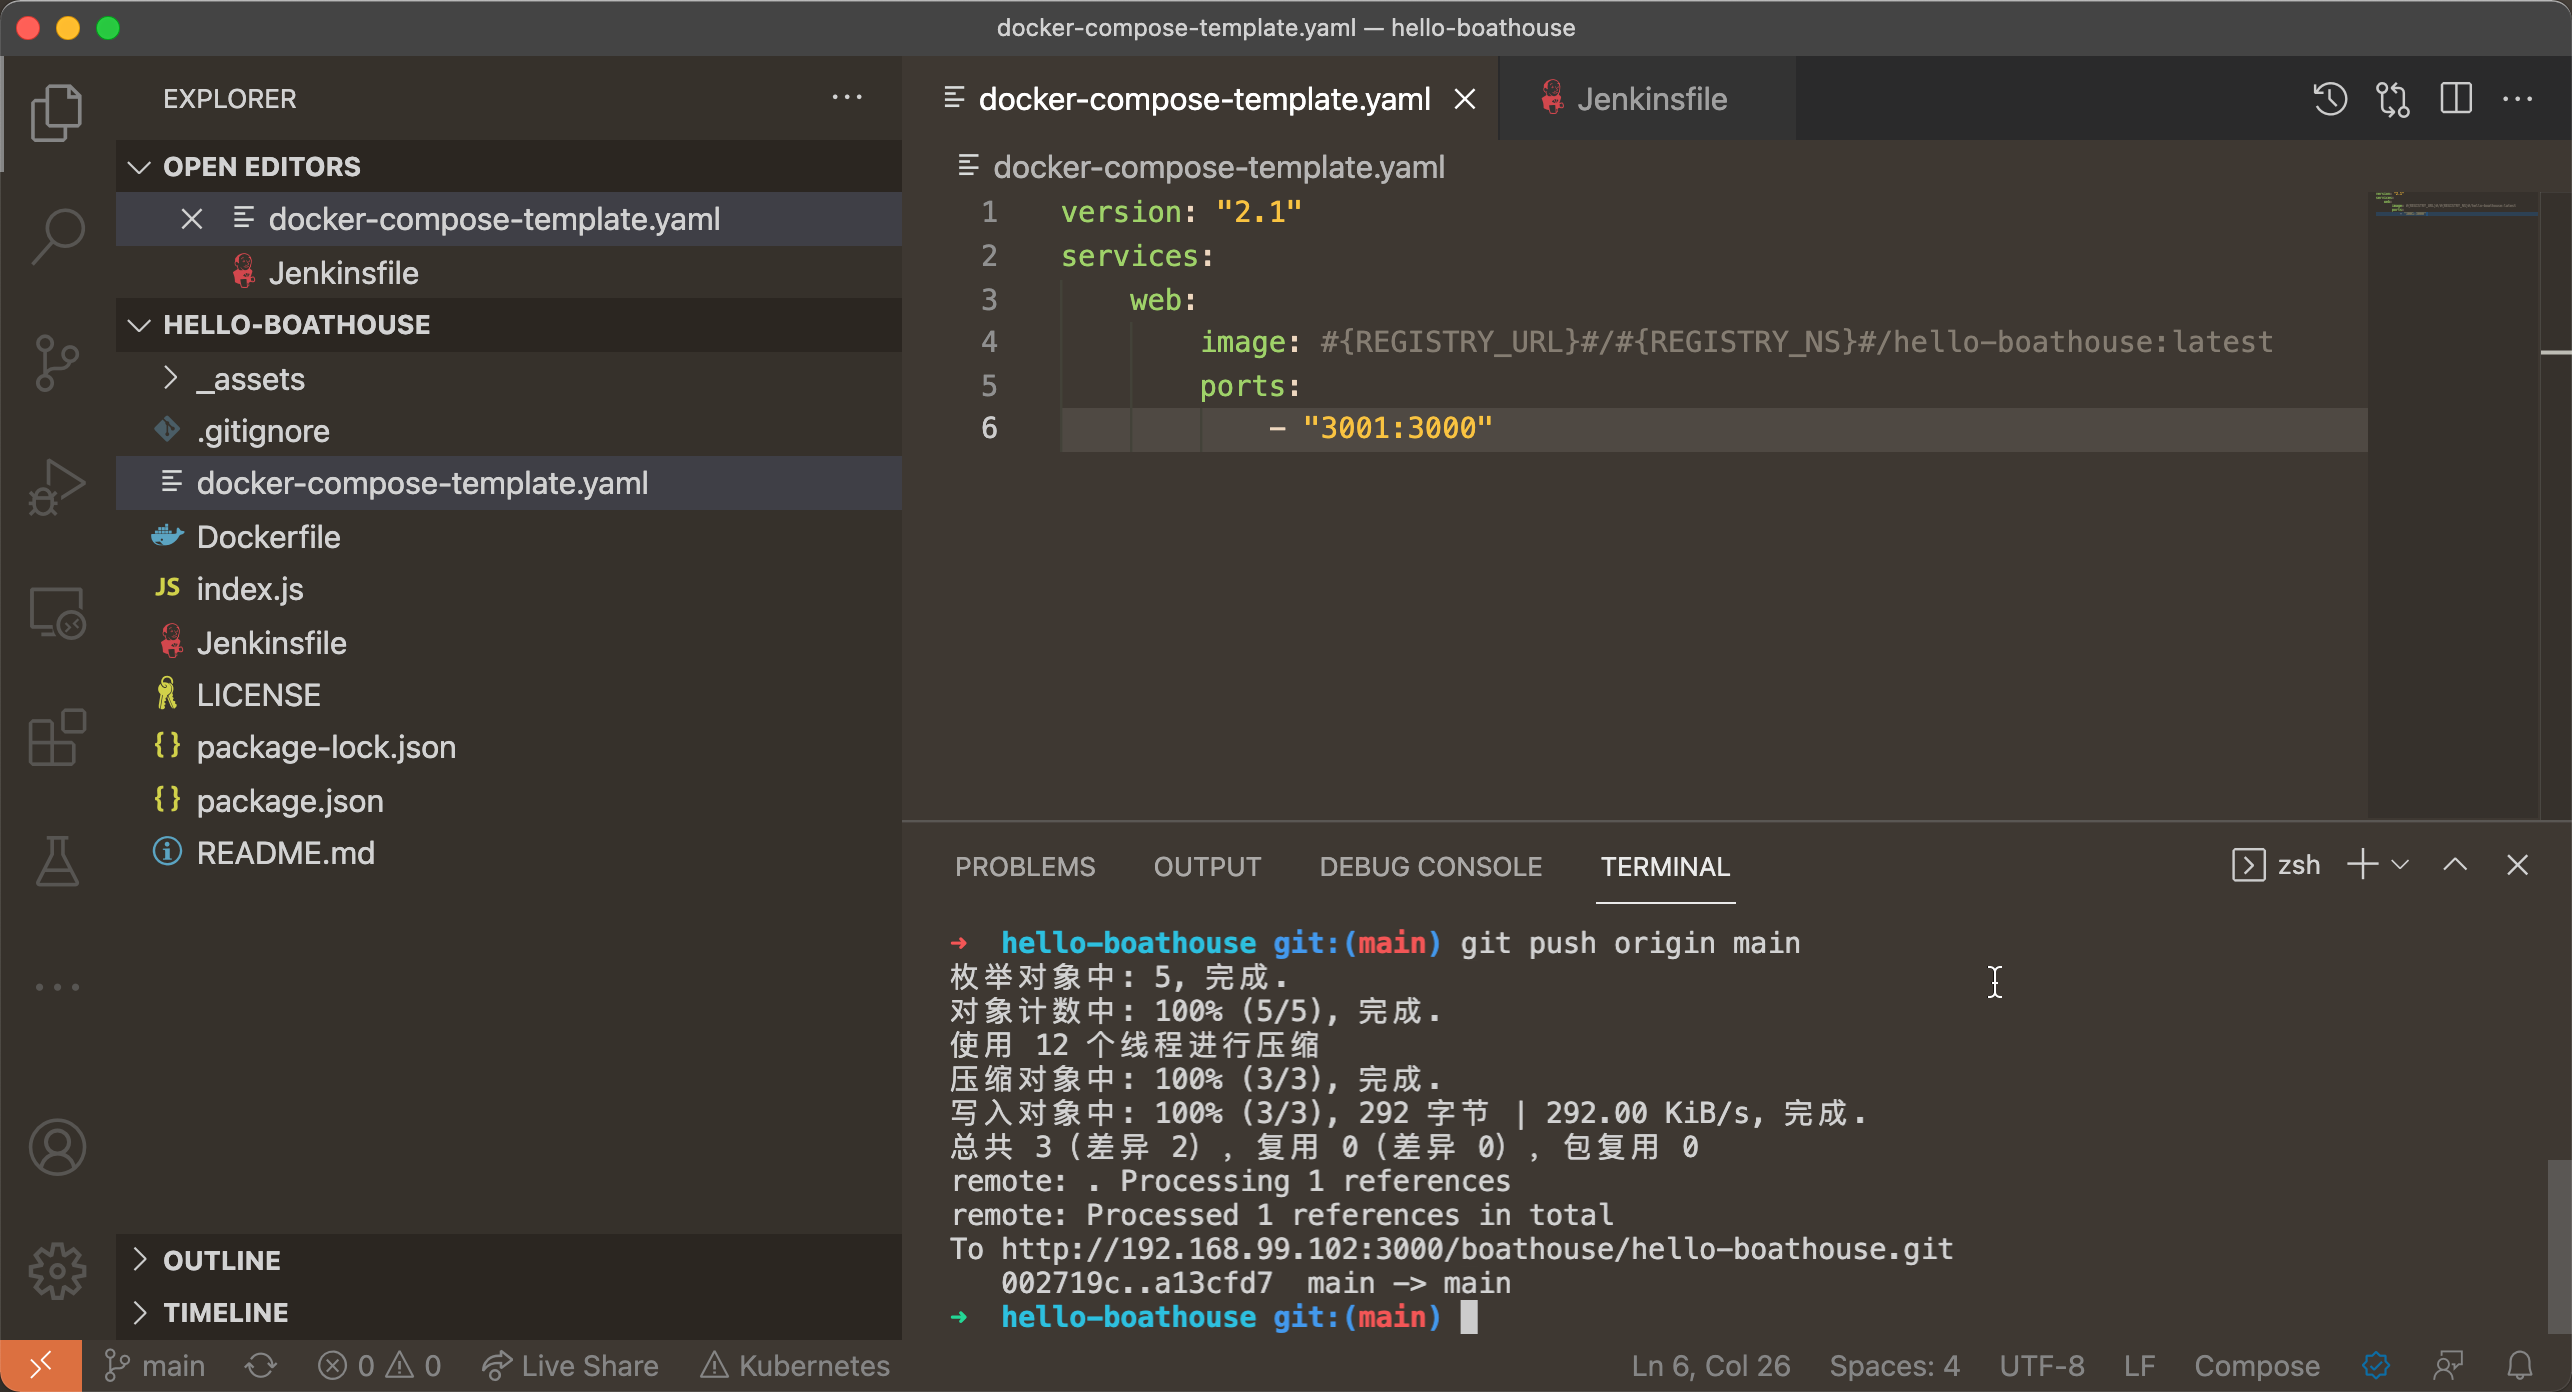 docker-compose-template.yaml — hello-boathouse
EXPLORER
OPEN EDITORS
docker-compose-template.yaml
Jenkinsfile
HELLO-BOATHOUSE
_assets
.gitignore
docker-compose-template.yaml
Dockerfile
JS index.js
Jenkinsfile
LICENSE
{} package-lock.json
{} package.json
README.md
OUTLINE
TIMELINE
docker-compose-template.yaml
Jenkinsfile
docker-compose-template.yaml
1 version: "2.1"
2 services:
3 web:
4 image: #{REGISTRY_URL}#/#{REGISTRY_NS}#/hello-boathouse:latest
5 ports:
6 - "3001:3000"
PROBLEMS OUTPUT DEBUG CONSOLE TERMINAL
zsh
➜ hello-boathouse git:(main) git push origin main
枚举对象中: 5, 完成.
对象计数中: 100% (5/5), 完成.
使用 12 个线程进行压缩
压缩对象中: 100% (3/3), 完成.
写入对象中: 100% (3/3), 292 字节 | 292.00 KiB/s, 完成.
总共 3（差异 2），复用 0（差异 0），包复用 0
remote: . Processing 1 references
remote: Processed 1 references in total
To http://192.168.99.102:3000/boathouse/hello-boathouse.git
002719c..a13cfd7 main -> main
➜ hello-boathouse git:(main)
main 0 0 Live Share Kubernetes Ln 6, Col 26 Spaces: 4 UTF-8 LF Compose